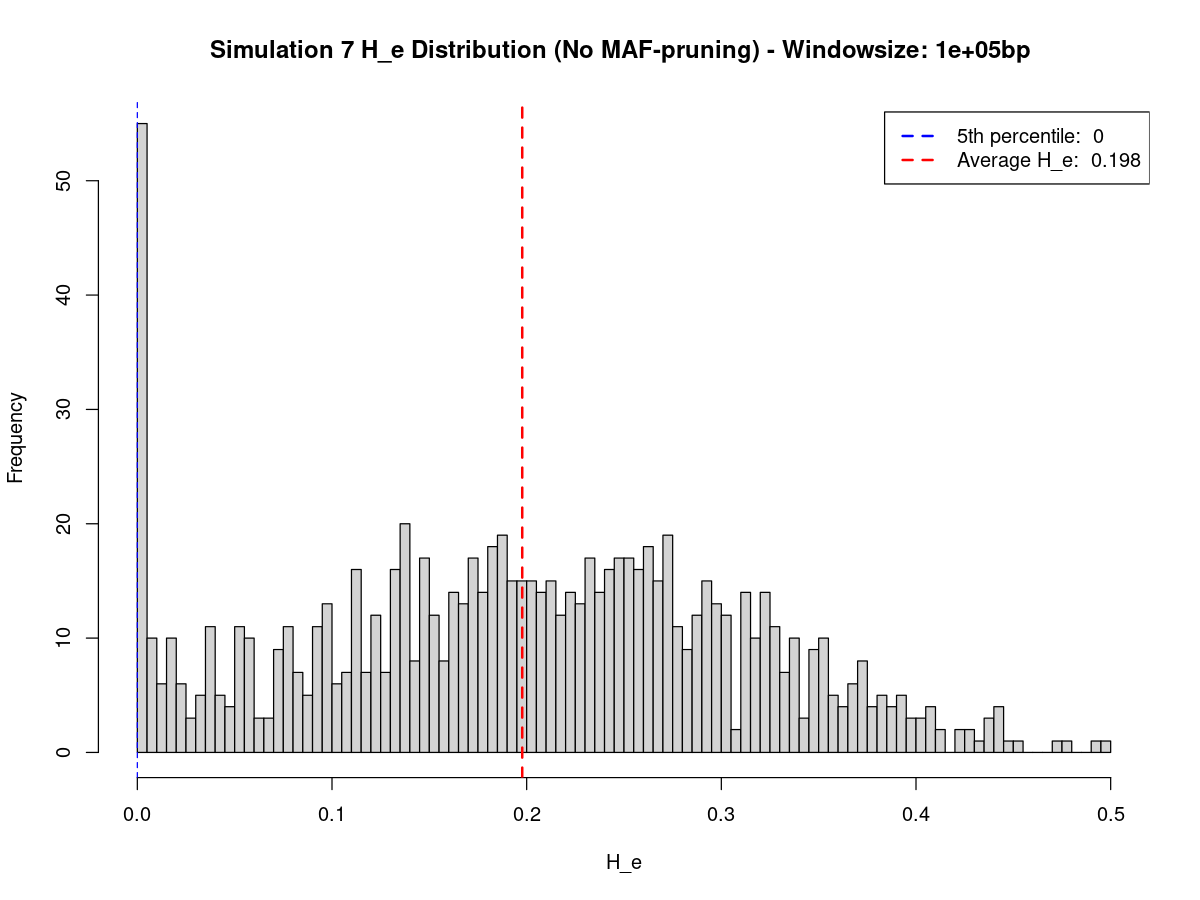 Simulation 7 H_e Distribution (No MAF-pruning) - Windowsize: 1e+05bp
5th percentile: 0
Average H_e: 0.198
Frequency
50
40
30
20
10
0
0.0 0.1 0.2 0.3 0.4 0.5
H_e